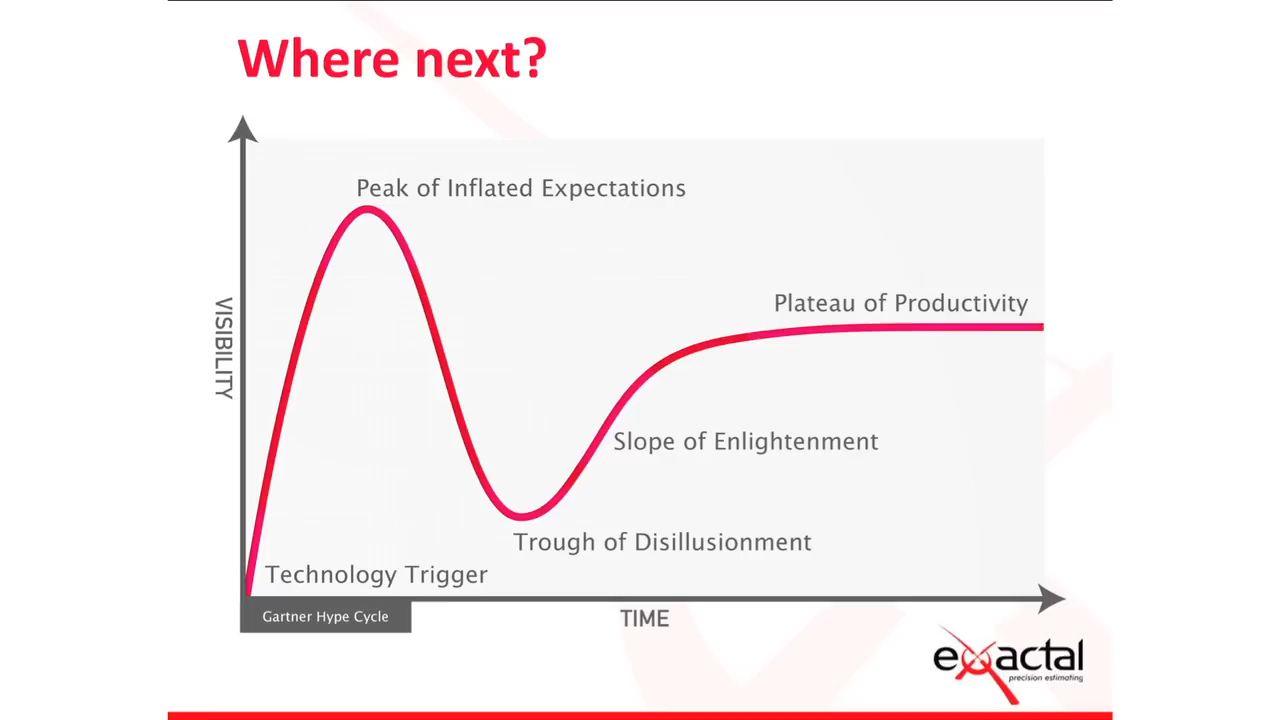 Where next?
Peak of Inflated Expectations
Plateau of Productivity
VISIBILITY
Slope of Enlightenment
Trough of Disillusionment
Technology Trigger
Gartner Hype Cycle
TIME
exactal
precision estimating